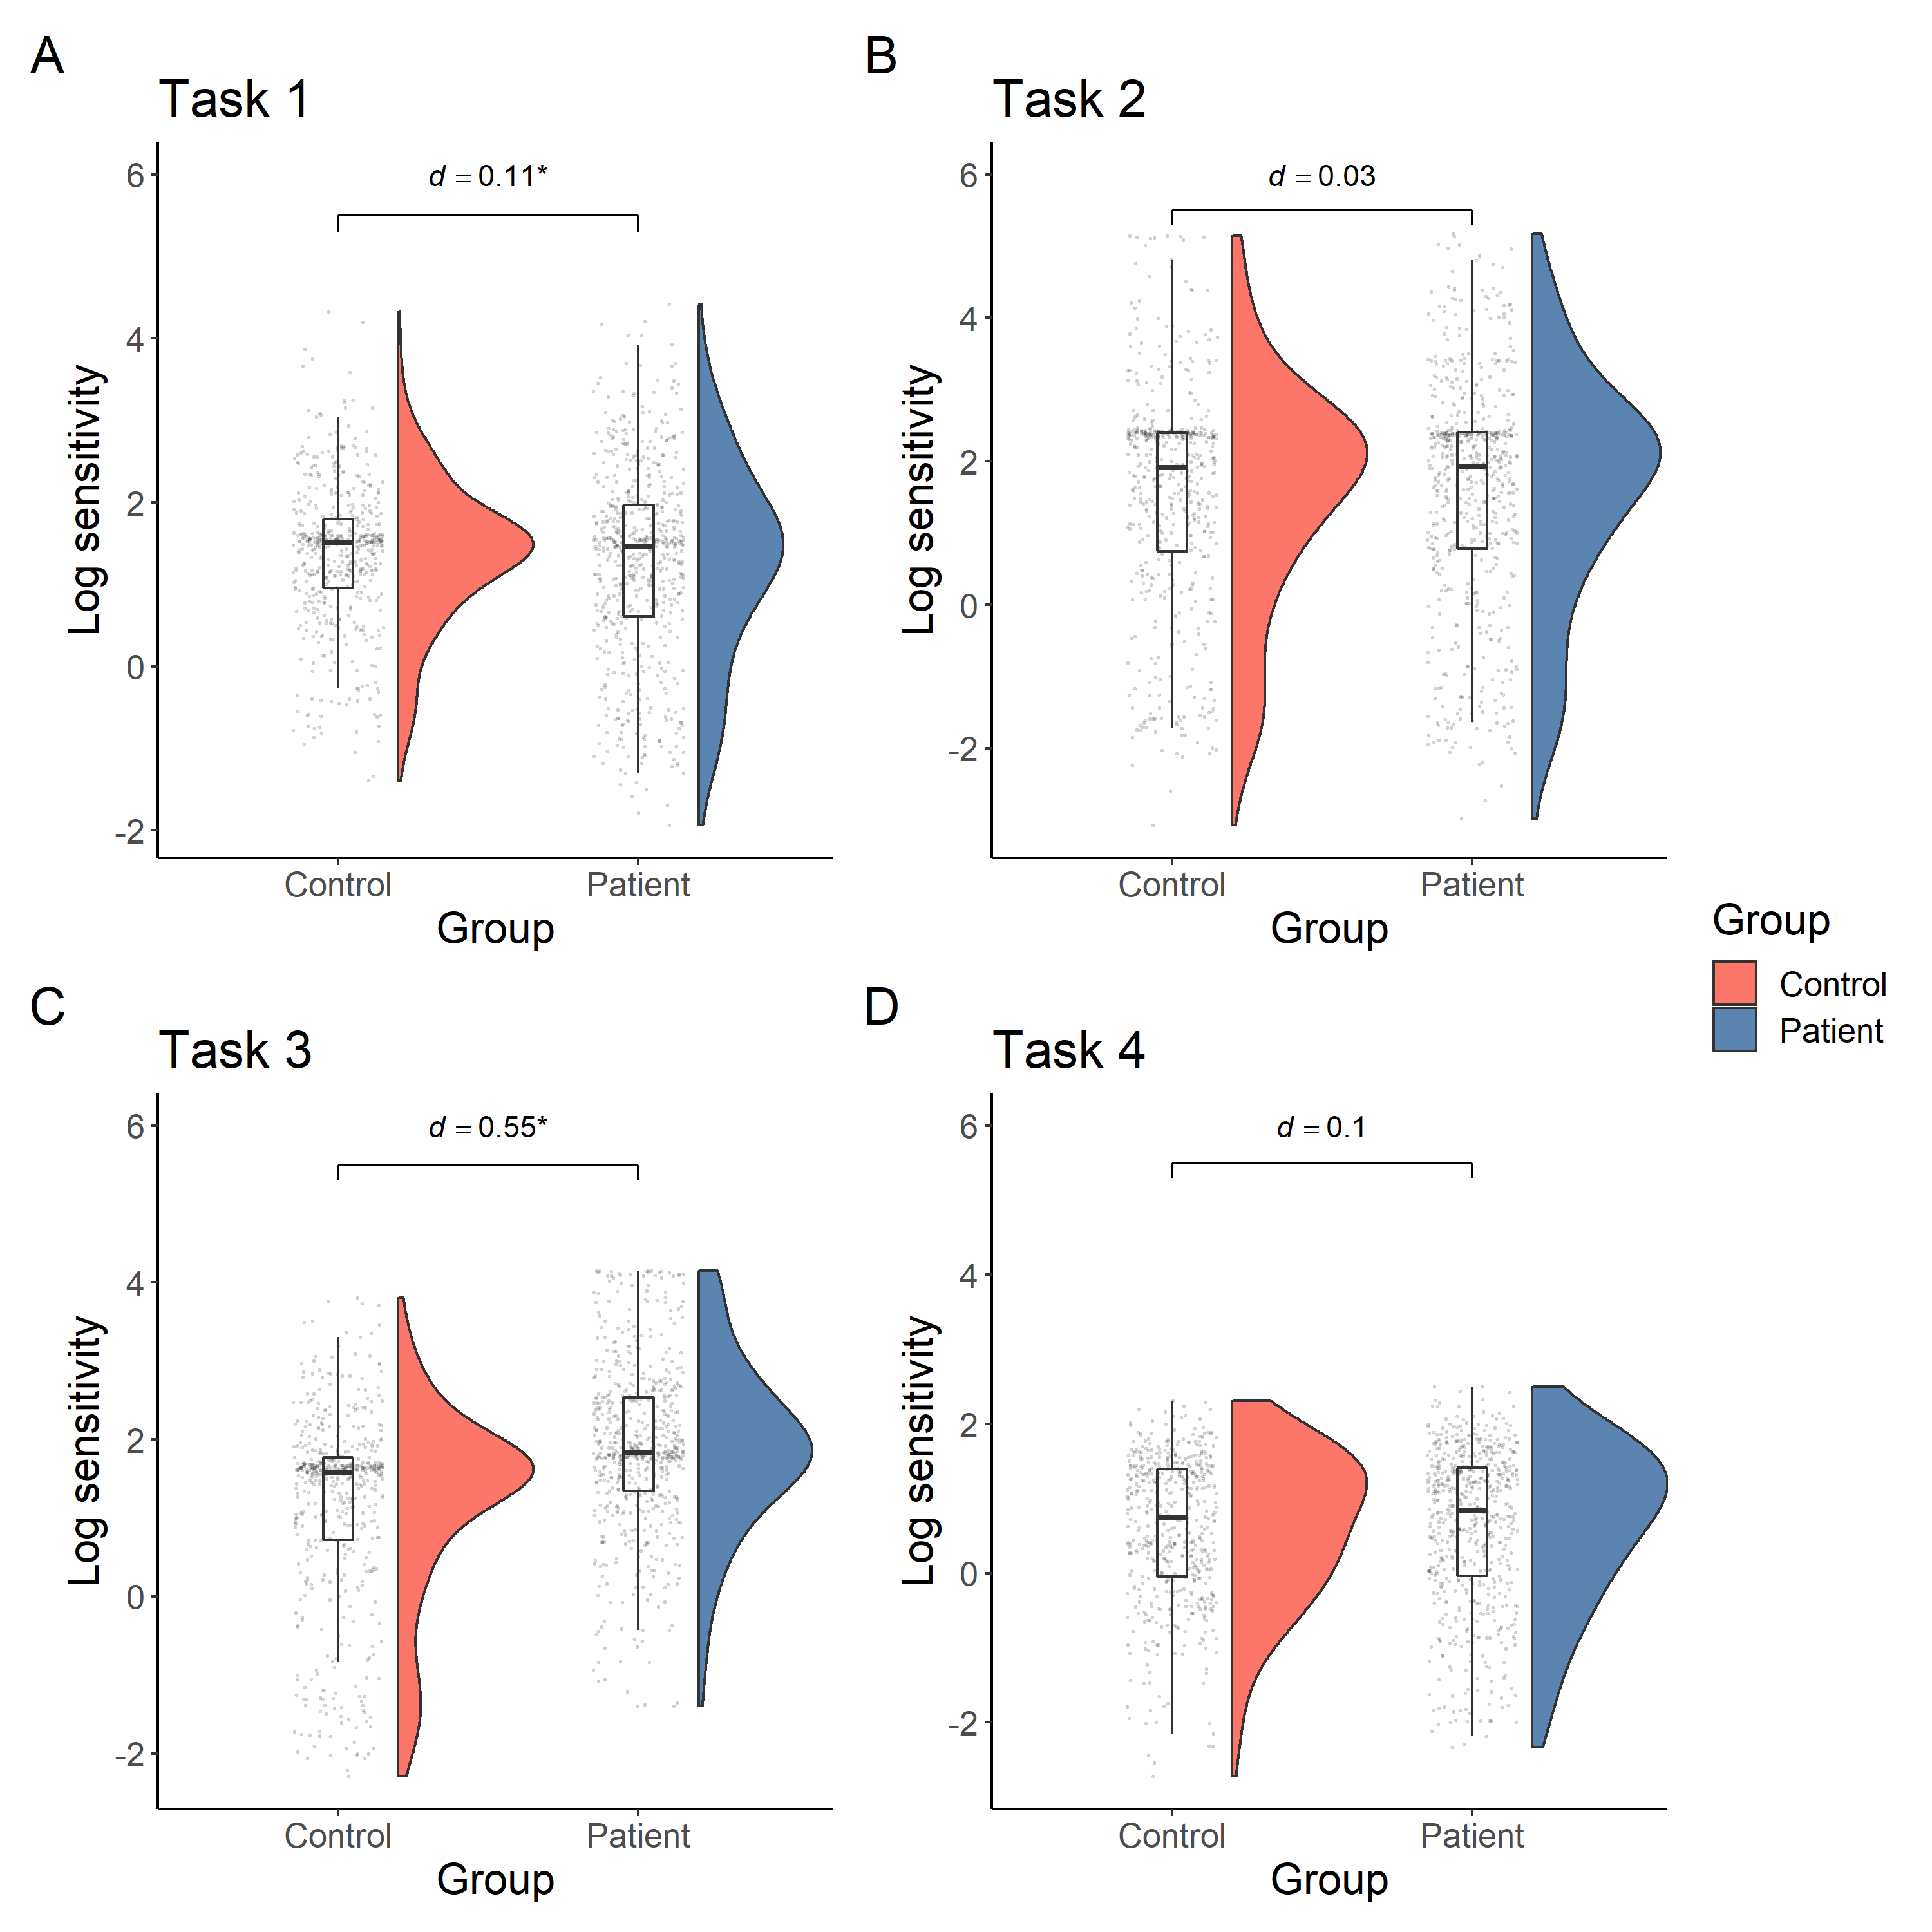 A
Task 1
d = 0.11*
6
4
2
0
-2
Log sensitivity
Control
Patient
Group
B
Task 2
d = 0.03
6
4
2
0
-2
Log sensitivity
Control
Patient
Group
Group
Control
Patient
C
Task 3
d = 0.55*
6
4
2
0
-2
Log sensitivity
Control
Patient
Group
D
Task 4
d = 0.1
6
4
2
0
-2
Log sensitivity
Control
Patient
Group